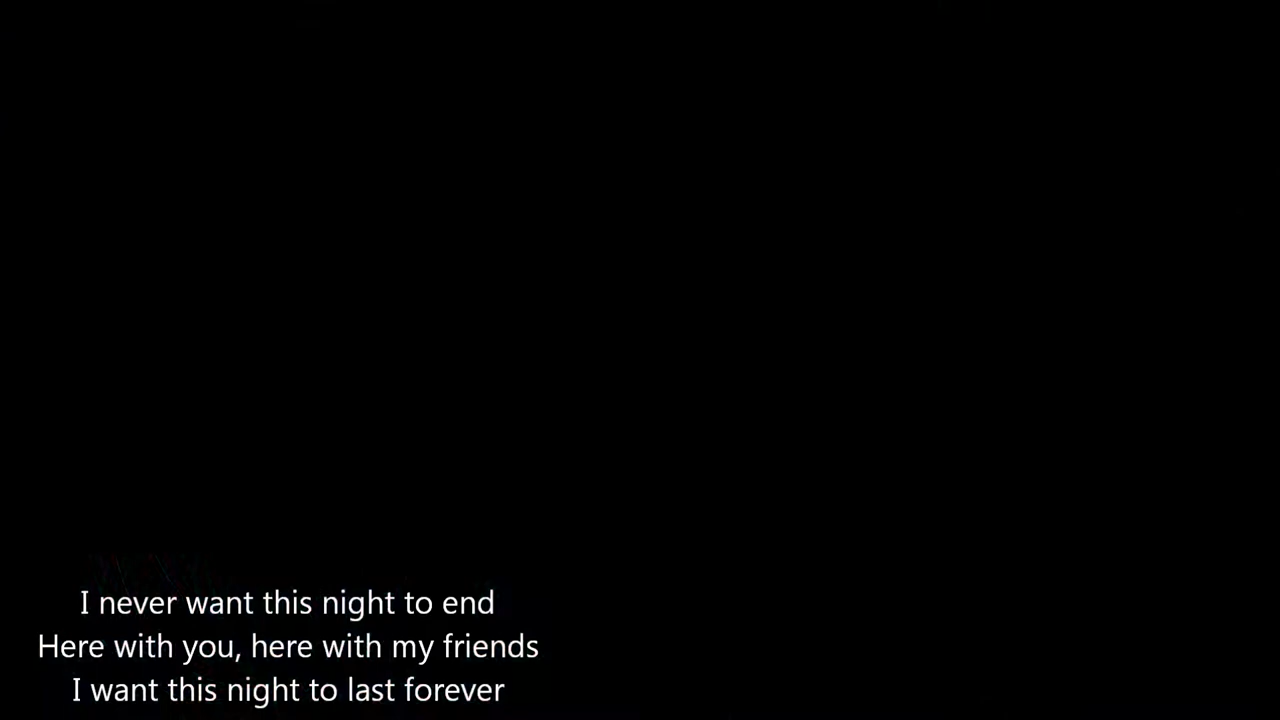 I never want this night to end
Here with you, here with my friends
I want this night to last forever